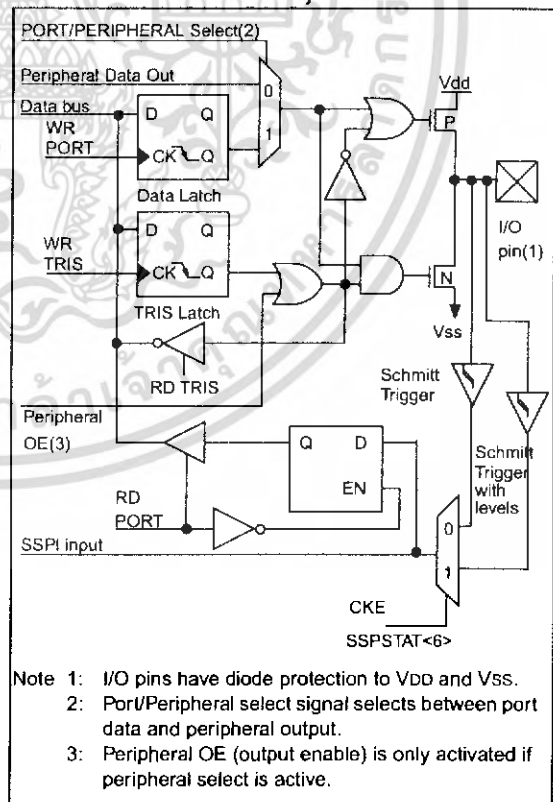 PORT/PERIPHERAL Select(2)
Peripheral Data Out
Data bus
WR
PORT
D Q
CK Q
Data Latch
0
1
Vdd
P
I/O
pin(1)
WR
TRIS
D Q
CK Q
TRIS Latch
N
Vss
RD TRIS
Schmitt
Trigger
Peripheral
OE(3)
Q D
EN
Schmitt
Trigger
with
levels
RD
PORT
SSPI input
0
1
CKE
SSPSTAT<6>
Note 1: I/O pins have diode protection to VDD and VSS.
2: Port/Peripheral select signal selects between port
data and peripheral output.
3: Peripheral OE (output enable) is only activated if
peripheral select is active.